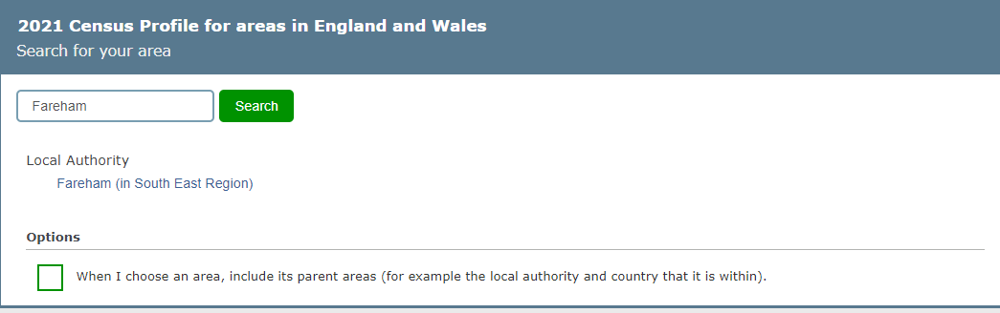 2021 Census Profile for areas in England and Wales
Search for your area
Fareham Search
Local Authority
Fareham (in South East Region)
Options
When I choose an area, include its parent areas (for example the local authority and country that it is within).